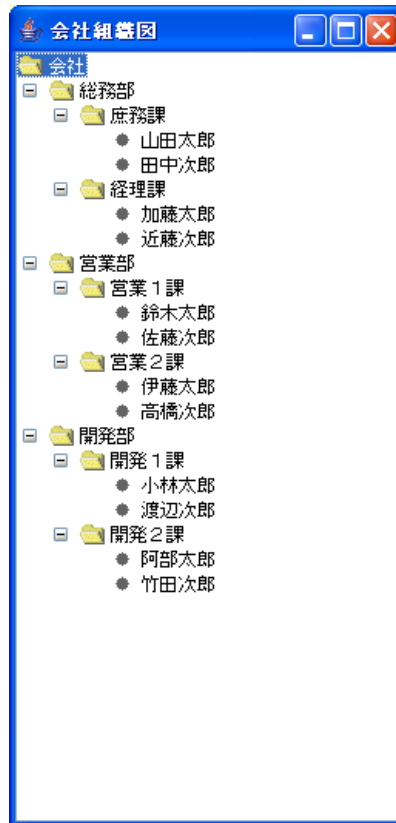 会社組織図
会社
総務部
庶務課
山田太郎
田中次郎
経理課
加藤太郎
近藤次郎
営業部
営業１課
鈴木太郎
佐藤次郎
営業２課
伊藤太郎
高橋次郎
開発部
開発１課
小林太郎
渡辺次郎
開発２課
阿部太郎
竹田次郎